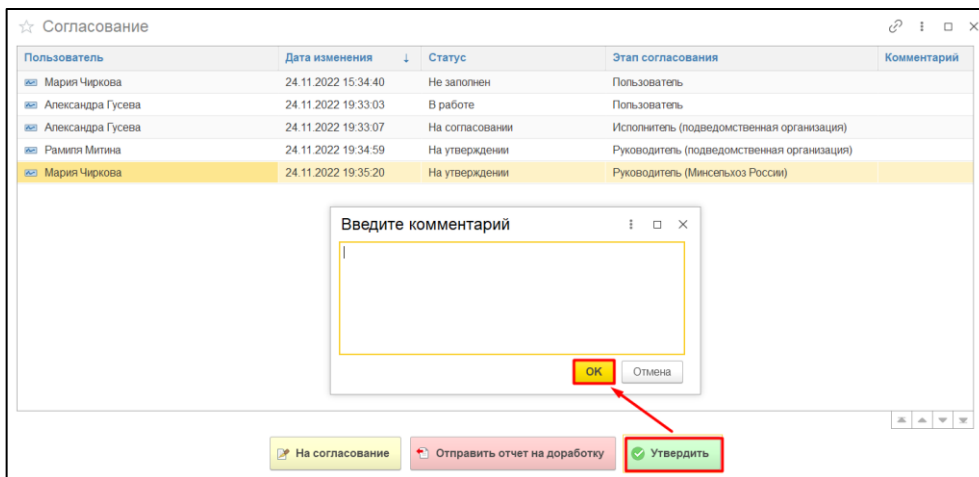 Согласование
Пользователь Дата изменения ↓ Статус Этап согласования Комментарий
Мария Чиркова 24.11.2022 15:34:40 Не заполнен Пользователь
Александра Гусева 24.11.2022 19:33:03 В работе Пользователь
Александра Гусева 24.11.2022 19:33:07 На согласовании Исполнитель (подведомственная организация)
Рамиля Митина 24.11.2022 19:34:59 На утверждении Руководитель (подведомственная организация)
Мария Чиркова 24.11.2022 19:35:20 На утверждении Руководитель (Минсельхоз России)
Введите комментарий
ОК Отмена
На согласование Отправить отчет на доработку Утвердить